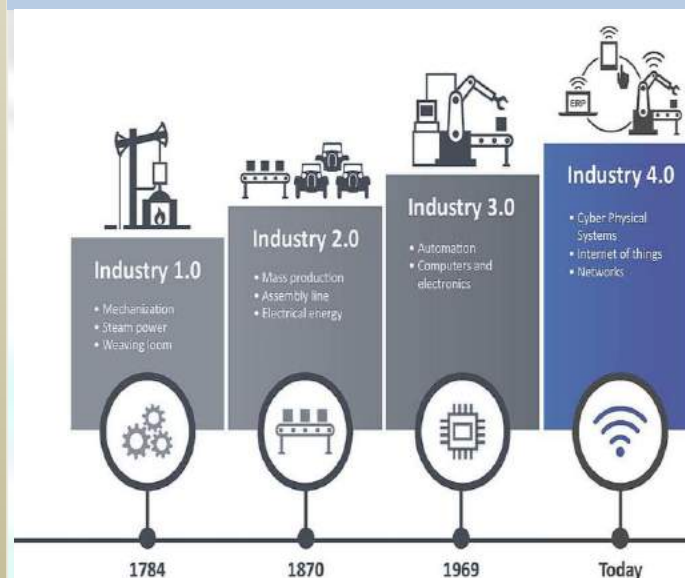 ERP
Industry 1.0
• Mechanization
• Steam power
• Weaving loom
Industry 2.0
• Mass production
• Assembly line
• Electrical energy
Industry 3.0
• Automation
• Computers and
electronics
Industry 4.0
• Cyber Physical
Systems
• Internet of things
• Networks
1784
1870
1969
Today